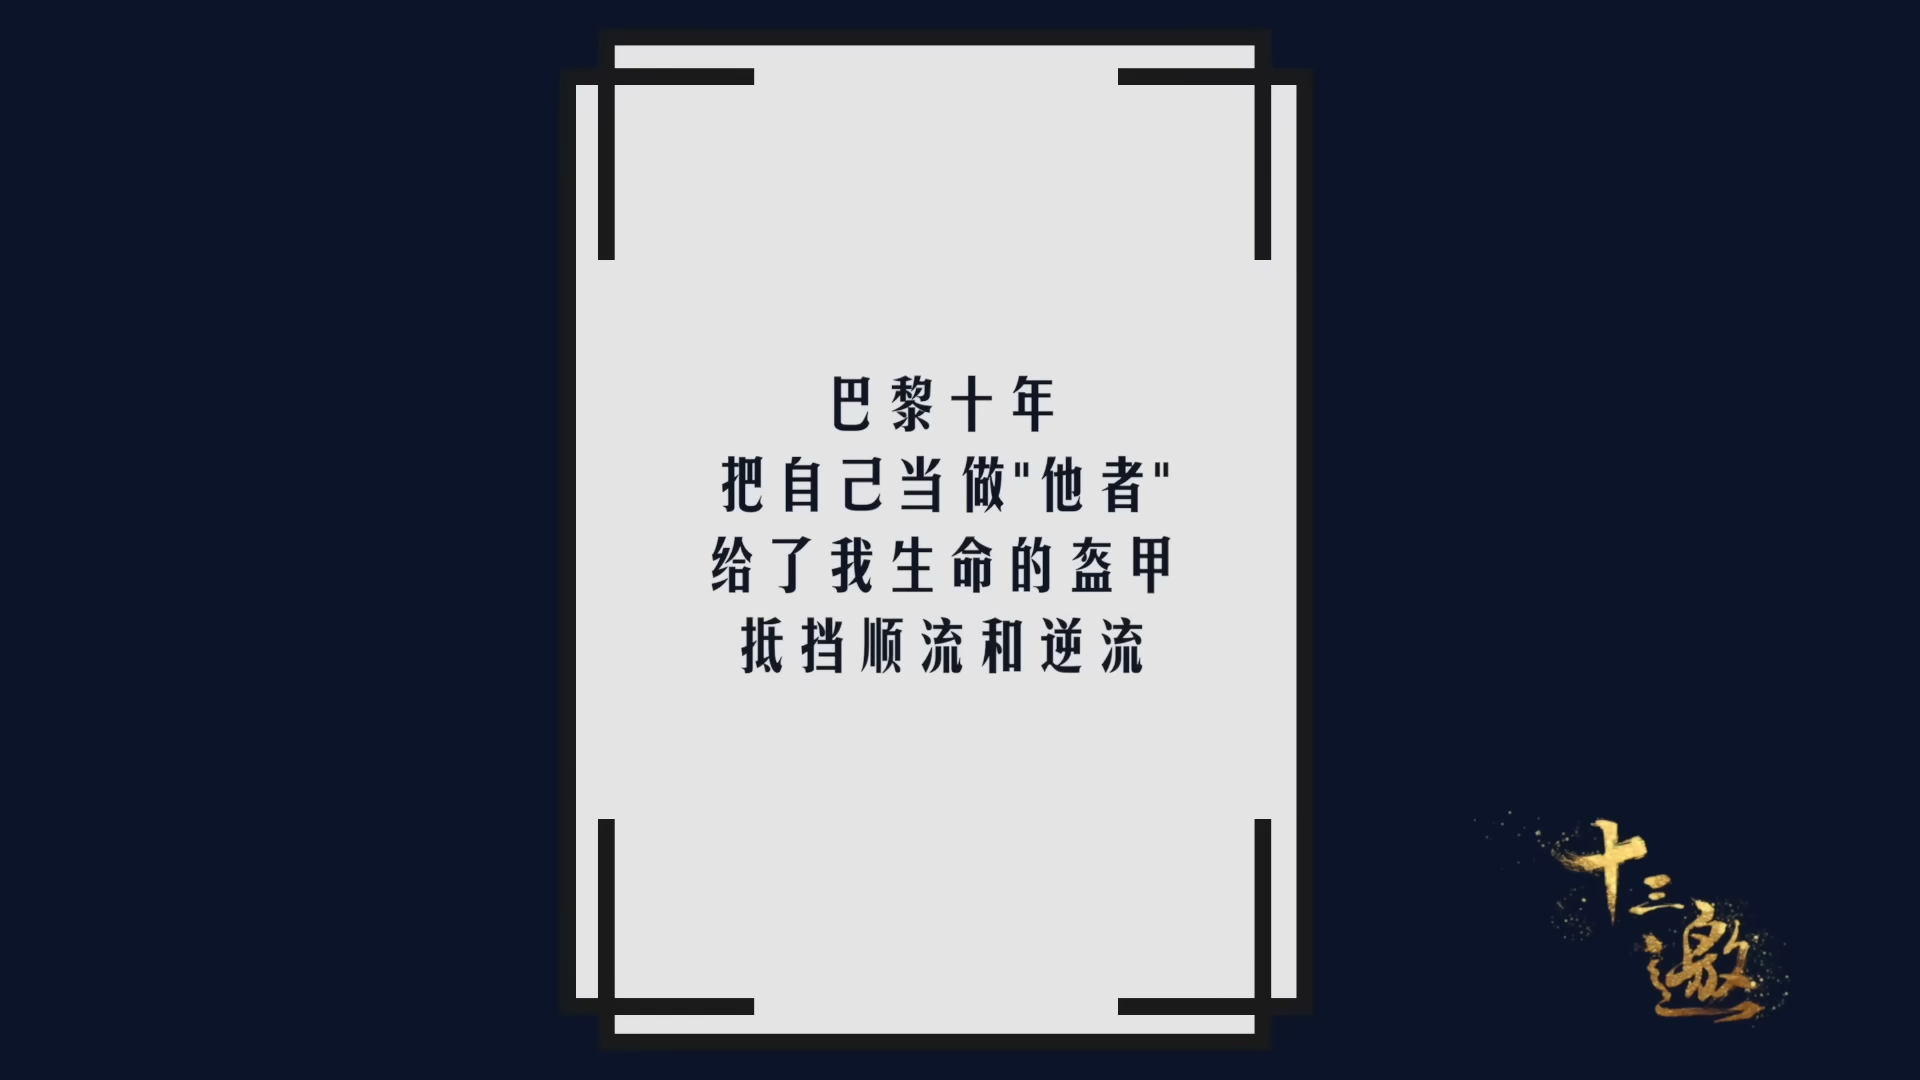 巴黎十年
把自己当做"他者"
给了我生命的盔甲
抵挡顺流和逆流
十三邀